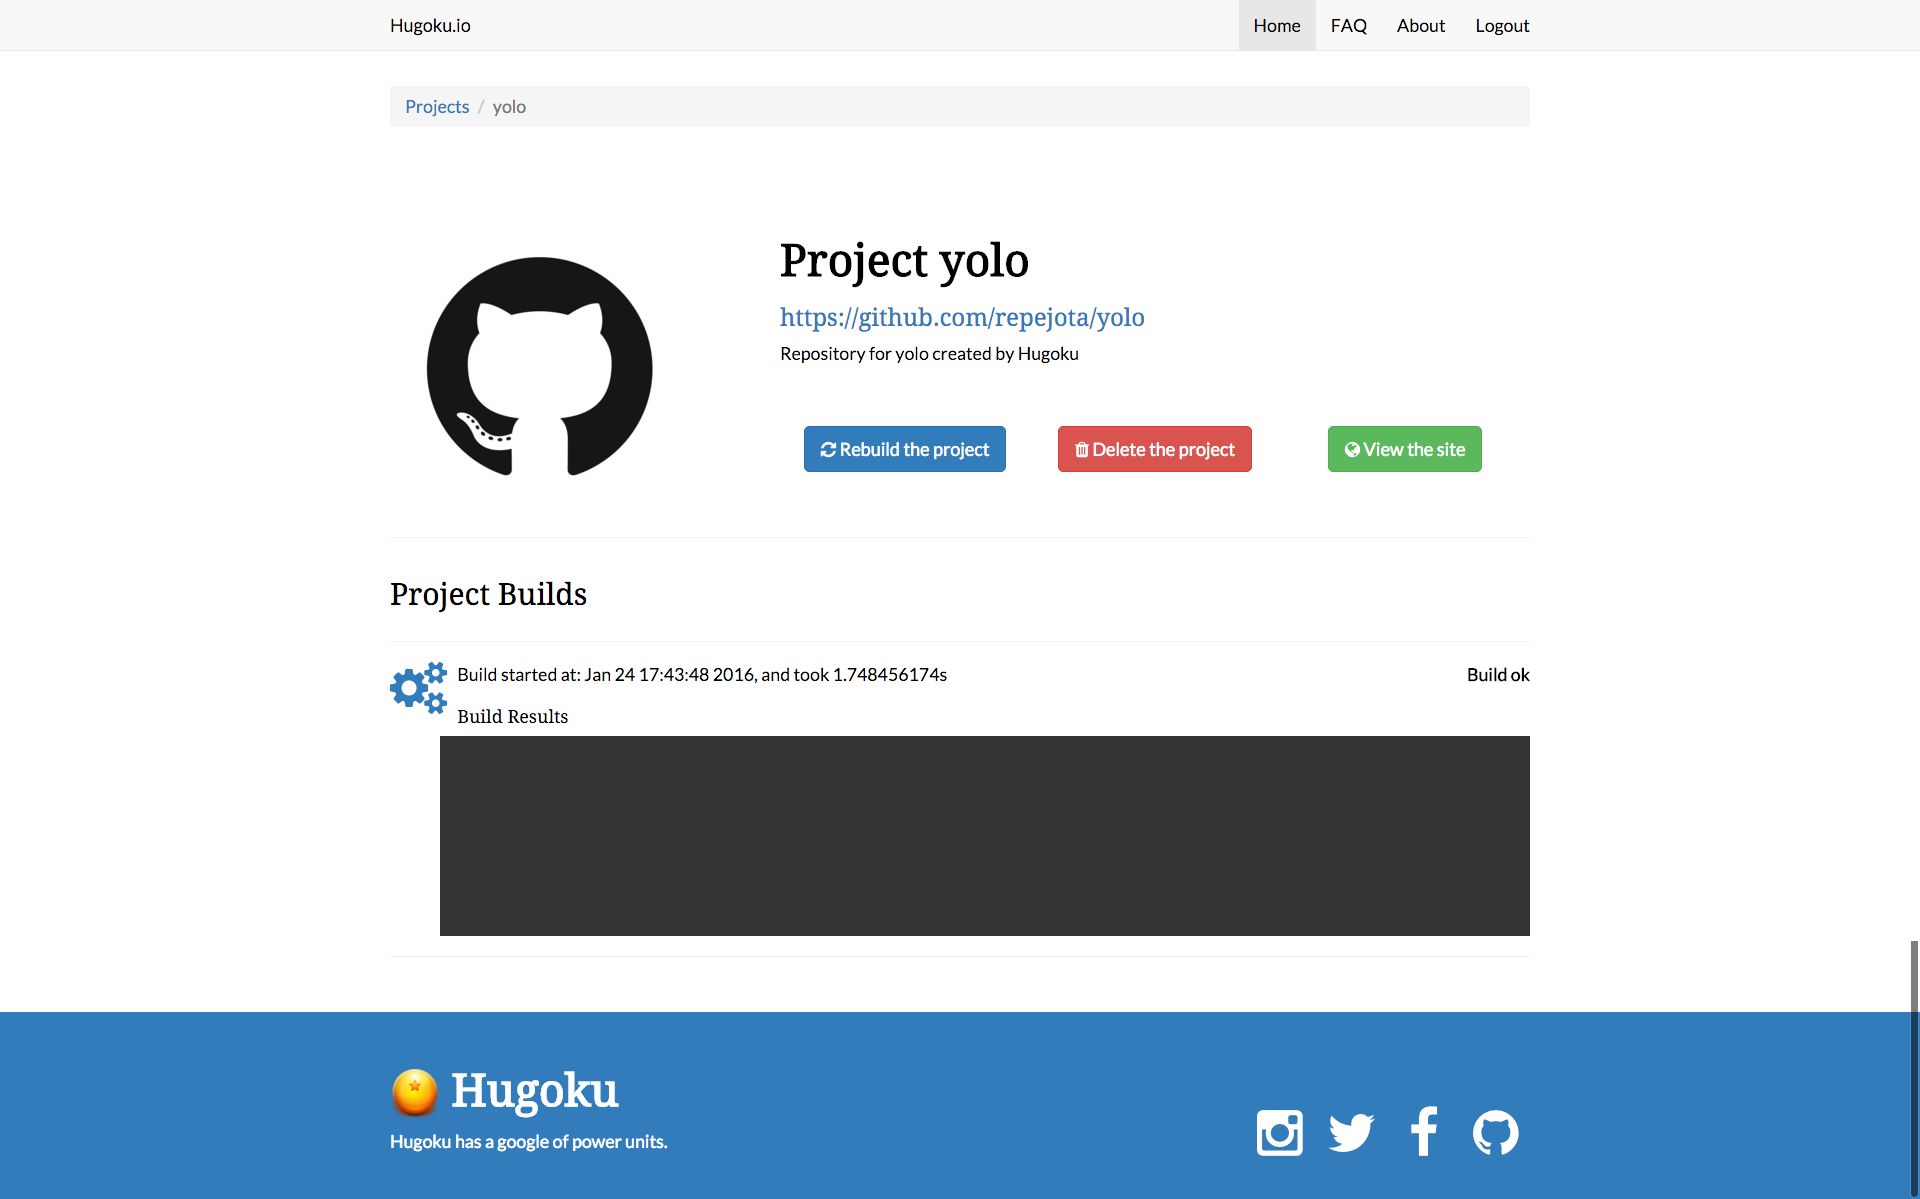 Hugoku.io Home FAQ About Logout
Projects / yolo
Project yolo
https://github.com/repejota/yolo
Repository for yolo created by Hugoku
Rebuild the project Delete the project View the site
Project Builds
Build started at: Jan 24 17:43:48 2016, and took 1.748456174s Build ok
Build Results
Hugoku
Hugoku has a google of power units.